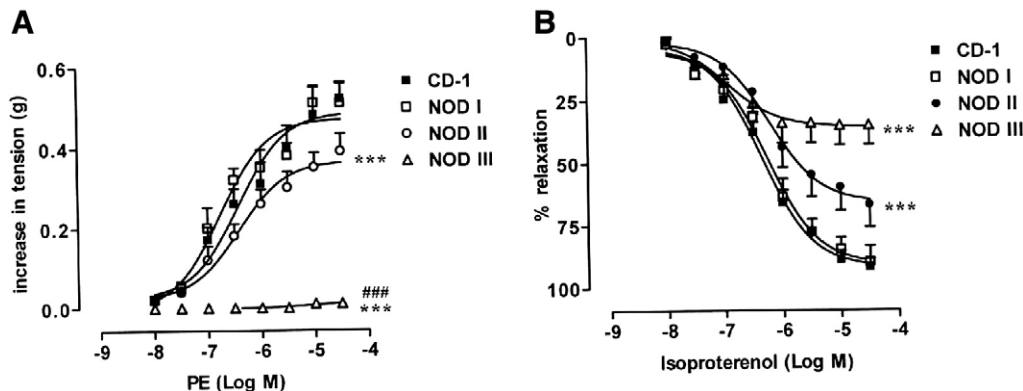 A
increase in tension (g)
0.6
0.4
0.2
0.0
-9 -8 -7 -6 -5 -4
PE (Log M)
CD-1
NOD I
NOD II
NOD III
***
###
***
B
% relaxation
0
25
50
75
100
-9 -8 -7 -6 -5 -4
Isoproterenol (Log M)
CD-1
NOD I
NOD II
NOD III
***
***